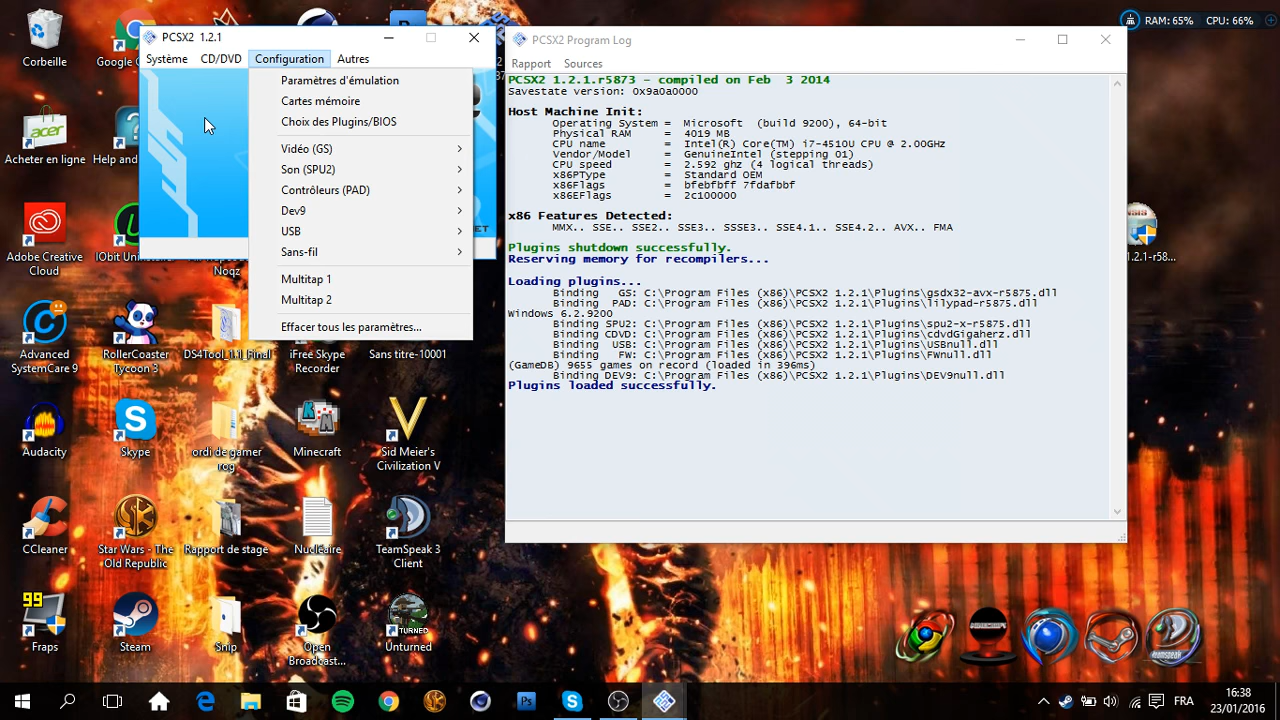 Corbeille
Google C
Acheter en ligne
Help and
Adobe Creative
Cloud
IObit Unin
Noqz
Advanced
SystemCare 9
RollerCoaster
Tycoon 3
DS4Tool_1.1_Final
iFree Skype
Recorder
Sans titre-10001
Audacity
Skype
ordi de gamer
rog
Minecraft
Sid Meier's
Civilization V
CCleaner
Star Wars - The
Old Republic
Rapport de stage
Nucléaire
TeamSpeak 3
Client
99
Fraps
Steam
Snip
Open
Broadcast...
Unturned
acer
TURNED
PCSX2 1.2.1
Système CD/DVD Configuration Autres
Paramètres d'émulation
Cartes mémoire
Choix des Plugins/BIOS
Vidéo (GS)
Son (SPU2)
Contrôleurs (PAD)
Dev9
USB
Sans-fil
Multitap 1
Multitap 2
Effacer tous les paramètres...
PCSX2 Program Log
Rapport Sources
PCSX2 1.2.1.r5873 - compiled on Feb  3 2014
Savestate version: 0x9a0a0000
Host Machine Init:
Operating System = Microsoft (build 9200), 64-bit
Physical RAM = 4019 MB
CPU name = Intel(R) Core(TM) i7-4510U CPU @ 2.00GHz
Vendor/Model = GenuineIntel (stepping 01)
CPU speed = 2.592 ghz (4 logical threads)
x86PType = Standard OEM
x86Flags = bfebfbff 7fdafbbf
x86EFlags = 2c100000
x86 Features Detected:
MMX.. SSE.. SSE2.. SSE3.. SSSE3.. SSE4.1.. SSE4.2.. AVX.. FMA
Plugins shutdown successfully.
Reserving memory for recompilers...
Loading plugins...
Binding GS: C:\Program Files (x86)\PCSX2 1.2.1\Plugins\gsdx32-avx-r5875.dll
Binding PAD: C:\Program Files (x86)\PCSX2 1.2.1\Plugins\lilypad-r5875.dll
Windows 6.2.9200
Binding SPU2: C:\Program Files (x86)\PCSX2 1.2.1\Plugins\spu2-x-r5875.dll
Binding CDVD: C:\Program Files (x86)\PCSX2 1.2.1\Plugins\cdvdGigaherz.dll
Binding USB: C:\Program Files (x86)\PCSX2 1.2.1\Plugins\USBnull.dll
Binding FW: C:\Program Files (x86)\PCSX2 1.2.1\Plugins\FWnull.dll
(GameDB) 9655 games on record (loaded in 396ms)
Binding DEV9: C:\Program Files (x86)\PCSX2 1.2.1\Plugins\DEV9null.dll
Plugins loaded successfully.
RAM: 65% CPU: 66%
1.2.1-r58...
FRA
16:38
23/01/2016